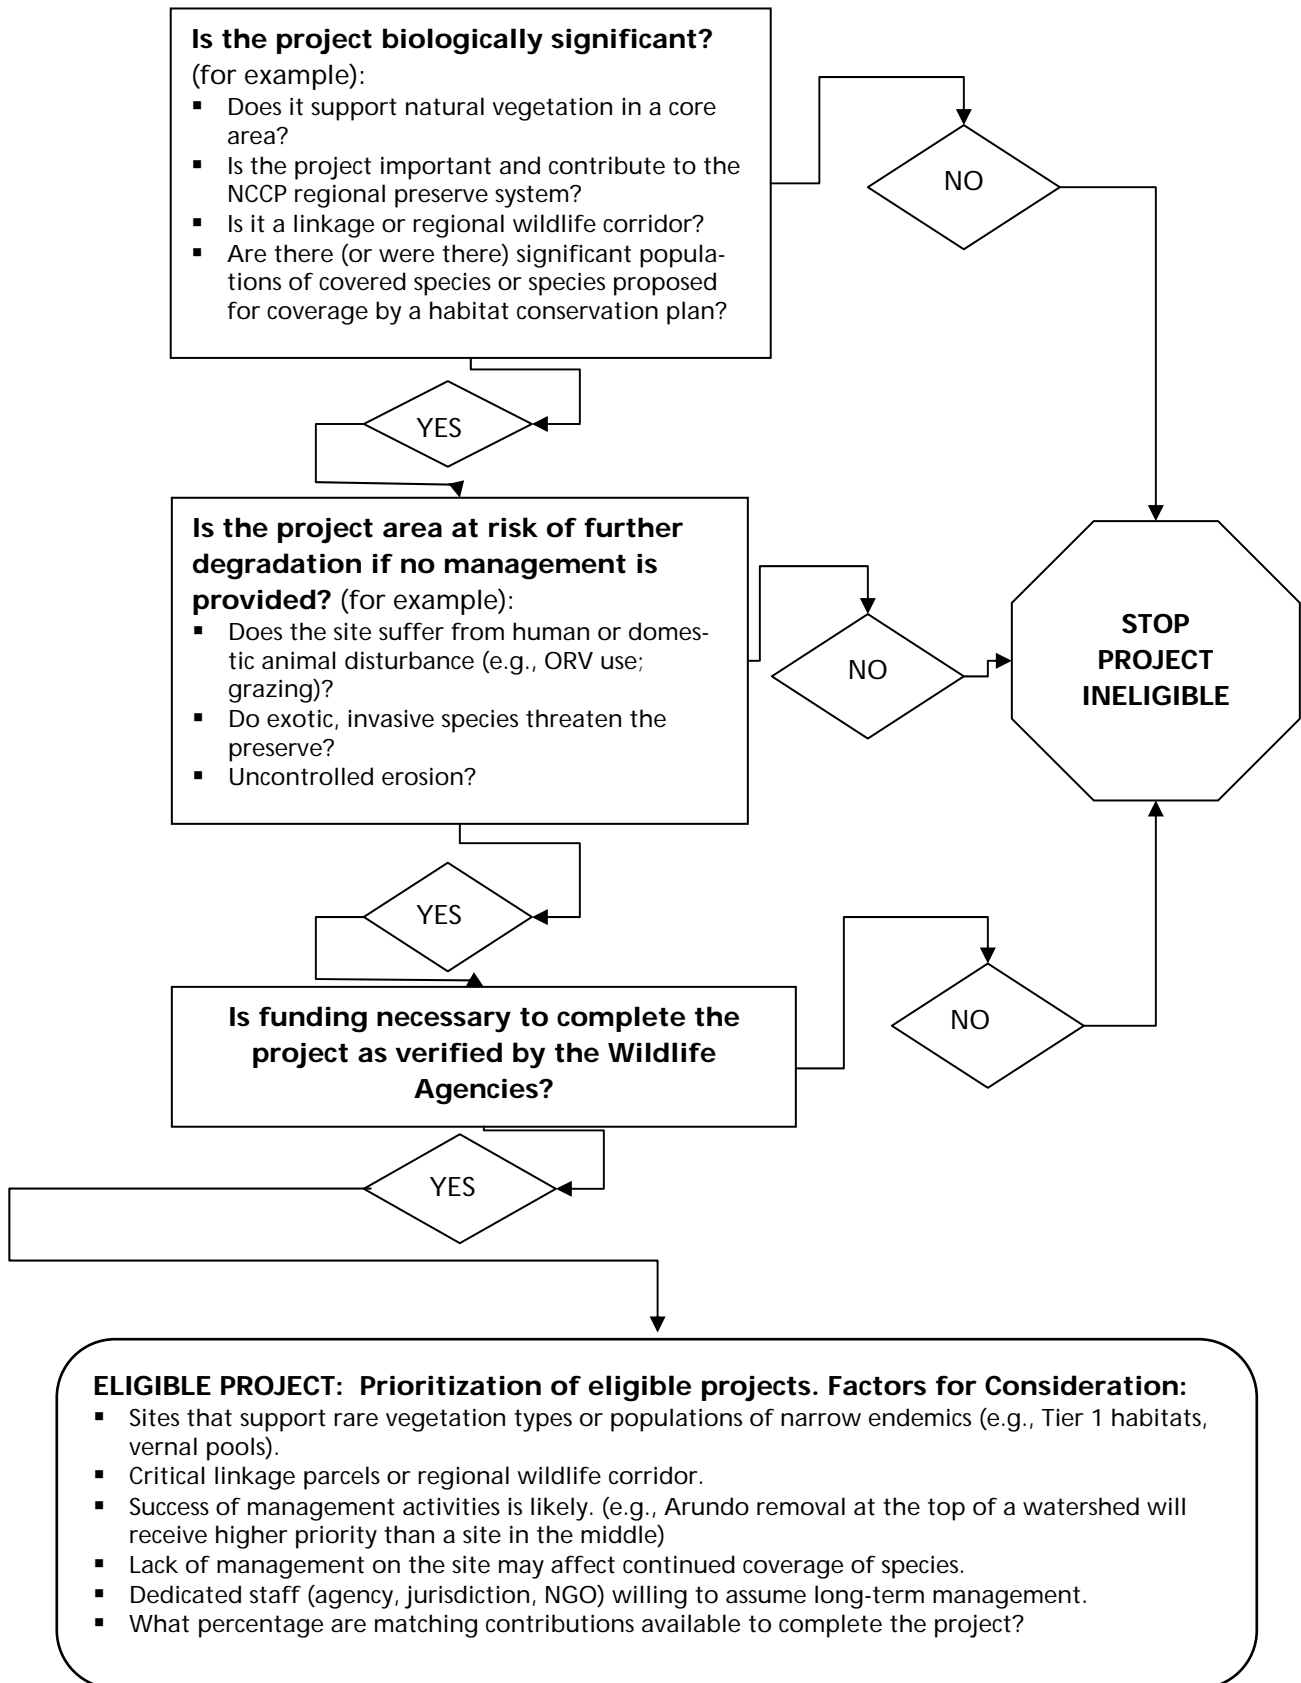 Is the project biologically significant?
(for example):
▪ Does it support natural vegetation in a core
area?
▪ Is the project important and contribute to the
NCCP regional preserve system?
▪ Is it a linkage or regional wildlife corridor?
▪ Are there (or were there) significant popula-
tions of covered species or species proposed
for coverage by a habitat conservation plan?
NO
YES
Is the project area at risk of further
degradation if no management is
provided? (for example):
▪ Does the site suffer from human or domes-
tic animal disturbance (e.g., ORV use;
grazing)?
▪ Do exotic, invasive species threaten the
preserve?
▪ Uncontrolled erosion?
NO
STOP
PROJECT
INELIGIBLE
YES
Is funding necessary to complete the
project as verified by the Wildlife
Agencies?
NO
YES
ELIGIBLE PROJECT:  Prioritization of eligible projects. Factors for Consideration:
▪ Sites that support rare vegetation types or populations of narrow endemics (e.g., Tier 1 habitats,
vernal pools).
▪ Critical linkage parcels or regional wildlife corridor.
▪ Success of management activities is likely. (e.g., Arundo removal at the top of a watershed will
receive higher priority than a site in the middle)
▪ Lack of management on the site may affect continued coverage of species.
▪ Dedicated staff (agency, jurisdiction, NGO) willing to assume long-term management.
▪ What percentage are matching contributions available to complete the project?